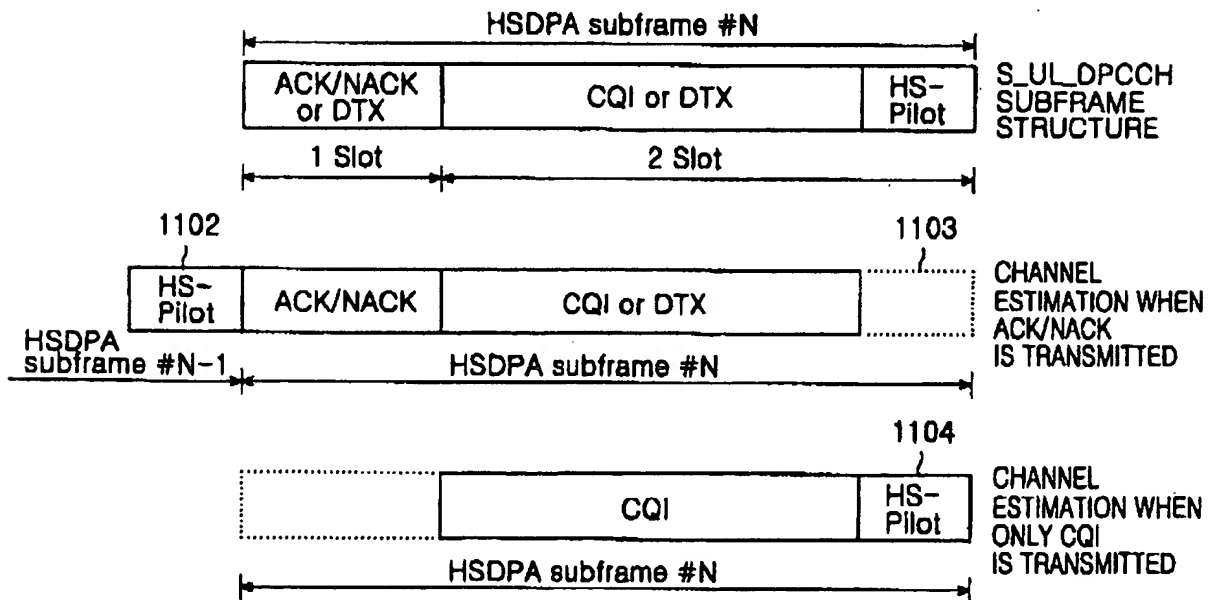 HSDPA subframe #N
ACK/NACK
or DTX
CQI or DTX
HS-
Pilot
S_UL_DPCCH
SUBFRAME
STRUCTURE
1 Slot
2 Slot
1102
1103
HS-
Pilot
ACK/NACK
CQI or DTX
CHANNEL
ESTIMATION WHEN
ACK/NACK
IS TRANSMITTED
HSDPA
subframe #N-1
HSDPA subframe #N
1104
CQI
HS-
Pilot
CHANNEL
ESTIMATION WHEN
ONLY CQI
IS TRANSMITTED
HSDPA subframe #N